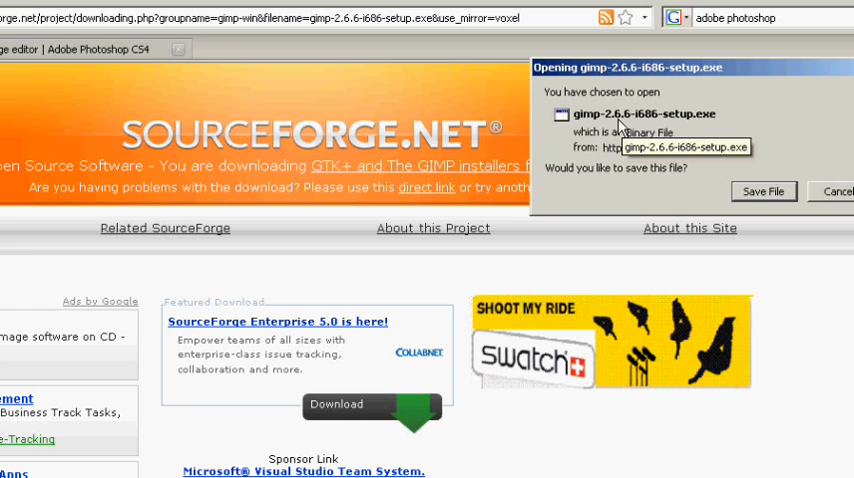 rge.net/project/downloading.php?groupname=gimp-win&filename=gimp-2.6.6-i686-setup.exe&use_mirror=voxel
adobe photoshop
ge editor | Adobe Photoshop CS4
Opening gimp-2.6.6-i686-setup.exe
You have chosen to open
gimp-2.6.6-i686-setup.exe
which is a: Binary File
from: http
gimp-2.6.6-i686-setup.exe
Would you like to save this file?
Save File
Cancel
SOURCEFORGE.NET®
pen Source Software - You are downloading GTK+ and The GIMP installers f
Are you having problems with the download? Please use this direct link or try anoth
Related SourceForge
About this Project
About this Site
Ads by Google
mage software on CD -
ement
Business Track Tasks,
e-Tracking
Apps
Featured Download
SourceForge Enterprise 5.0 is here!
Empower teams of all sizes with
enterprise-class issue tracking,
collaboration and more.
COLLABNET
Download
Sponsor Link
Microsoft® Visual Studio Team System.
SHOOT MY RIDE
swatch